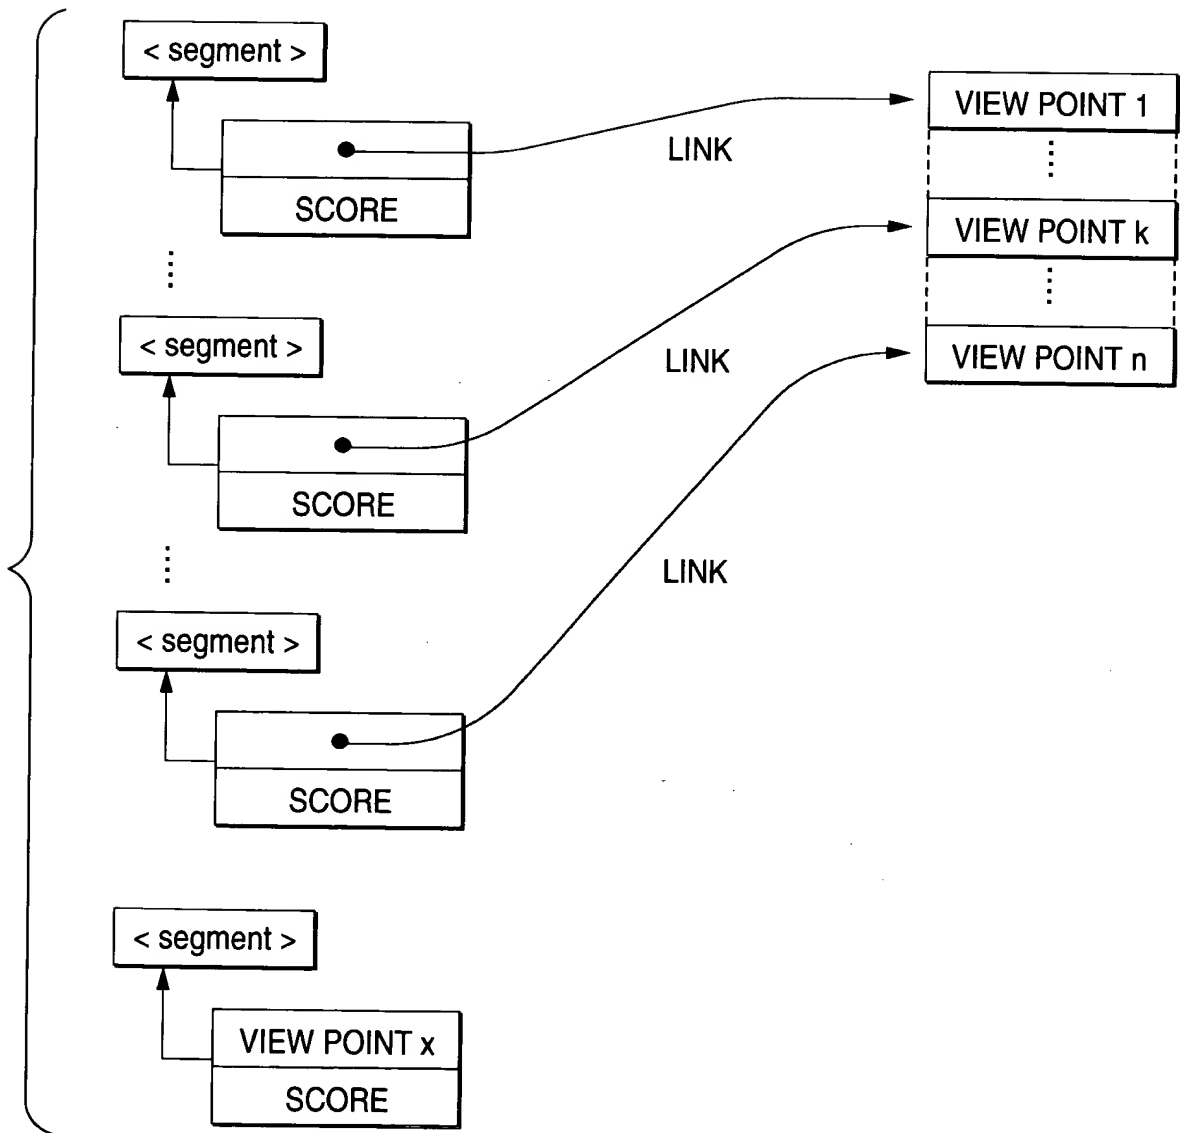 < segment >
SCORE
LINK
VIEW POINT 1
VIEW POINT k
VIEW POINT n
< segment >
SCORE
LINK
< segment >
SCORE
LINK
< segment >
VIEW POINT x
SCORE